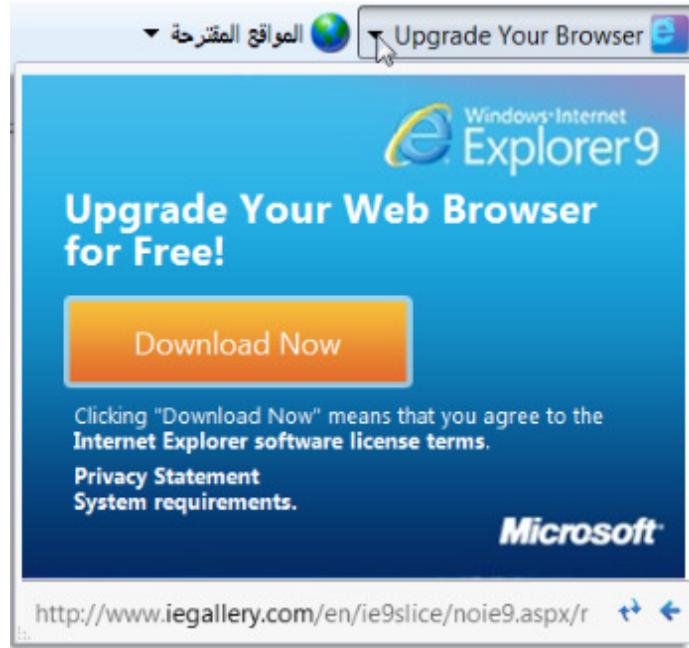 Upgrade Your Browser
المواقع المقترحة
Windows Internet
Explorer 9
Upgrade Your Web Browser
for Free!
Download Now
Clicking "Download Now" means that you agree to the
Internet Explorer software license terms.
Privacy Statement
System requirements.
Microsoft
http://www.iegallery.com/en/ie9slice/noie9.aspx/r